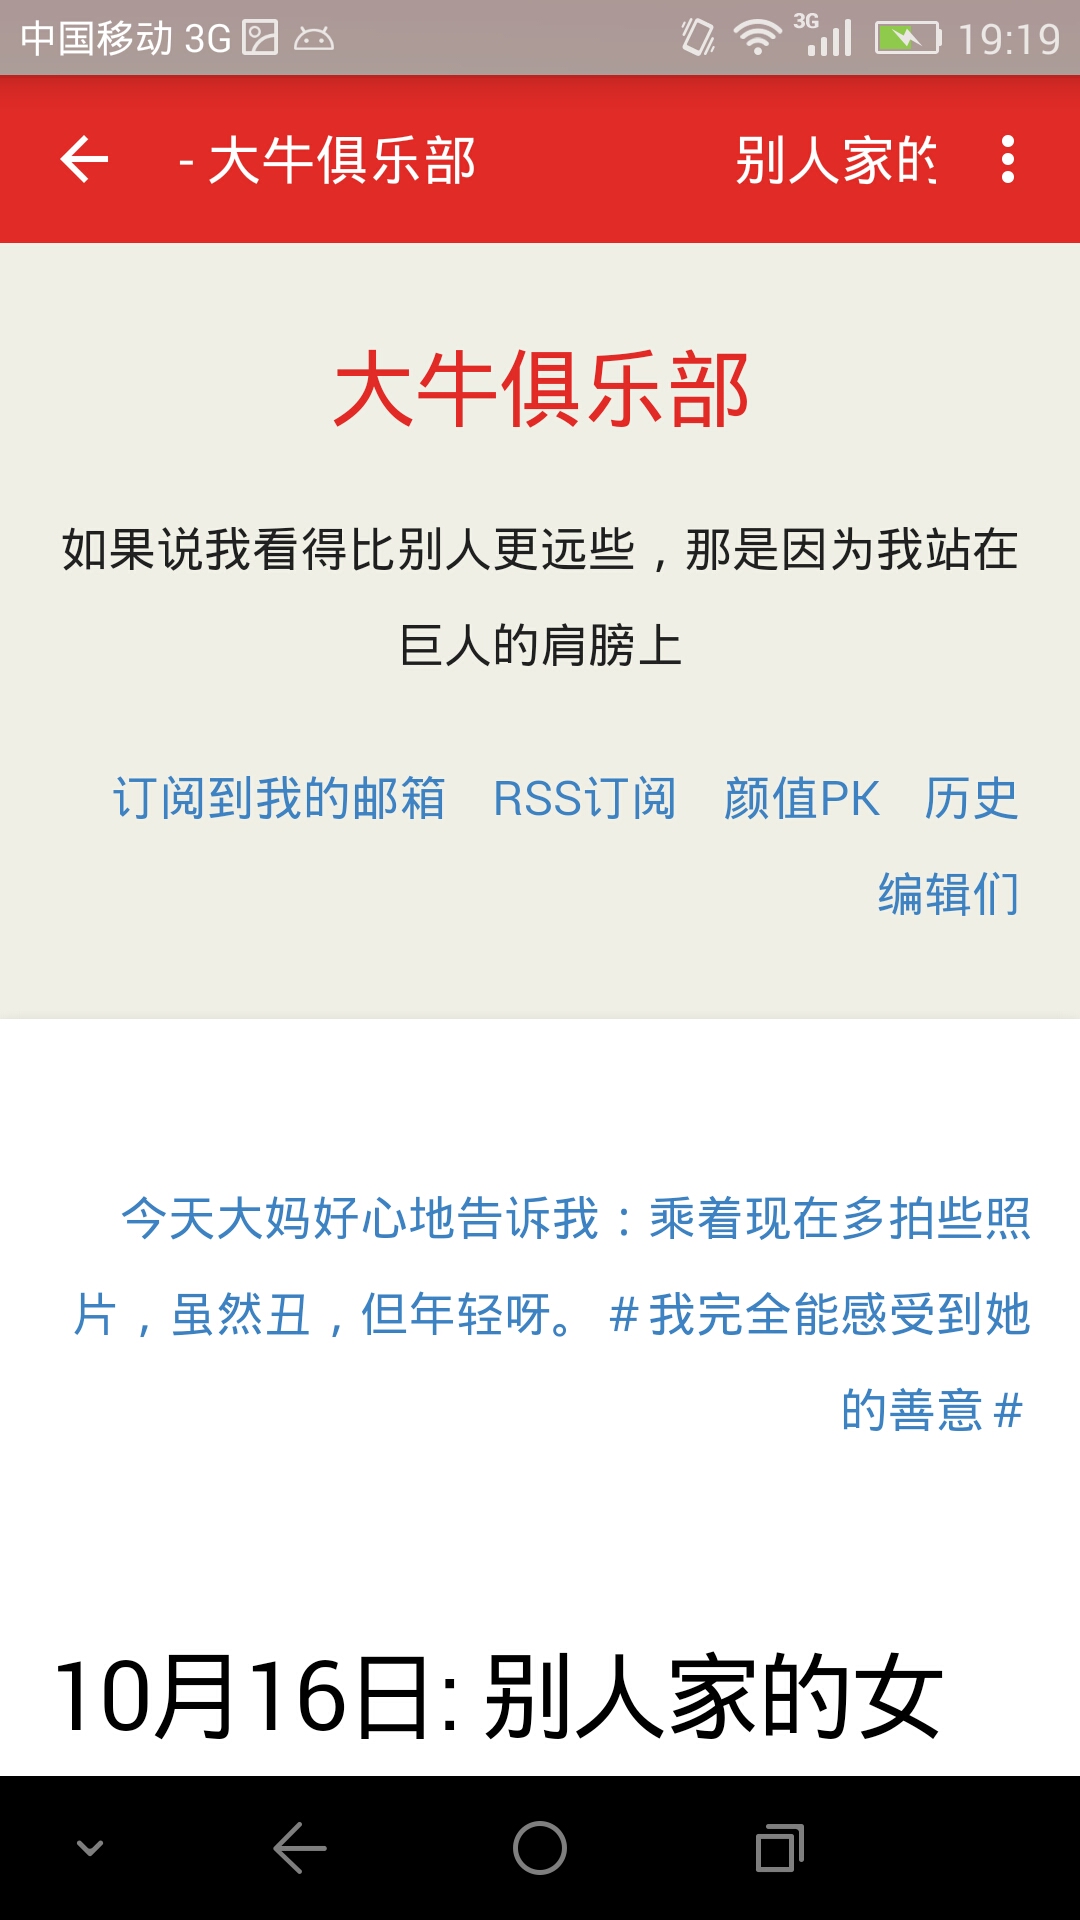 中国移动 3G 3G 19:19
- 大牛俱乐部 别人家的
大牛俱乐部
如果说我看得比别人更远些，那是因为我站在
巨人的肩膀上
订阅到我的邮箱 RSS订阅 颜值PK 历史
编辑们
今天大妈好心地告诉我：乘着现在多拍些照
片，虽然丑，但年轻呀。＃我完全能感受到她
的善意＃
10月16日: 别人家的女